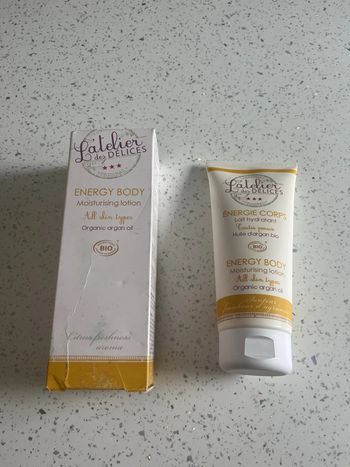 L'atelier
des DÉLICES
ENERGY BODY
Moisturising lotion
All skin types
Organic argan oil
BIO
Citrus freshness
aroma
L'atelier
des DÉLICES
ÉNERGIE CORPS
Lait hydratant
Toutes peaux
Huile d'argan bio
BIO
ENERGY BODY
Moisturising lotion
All skin types
Organic argan oil